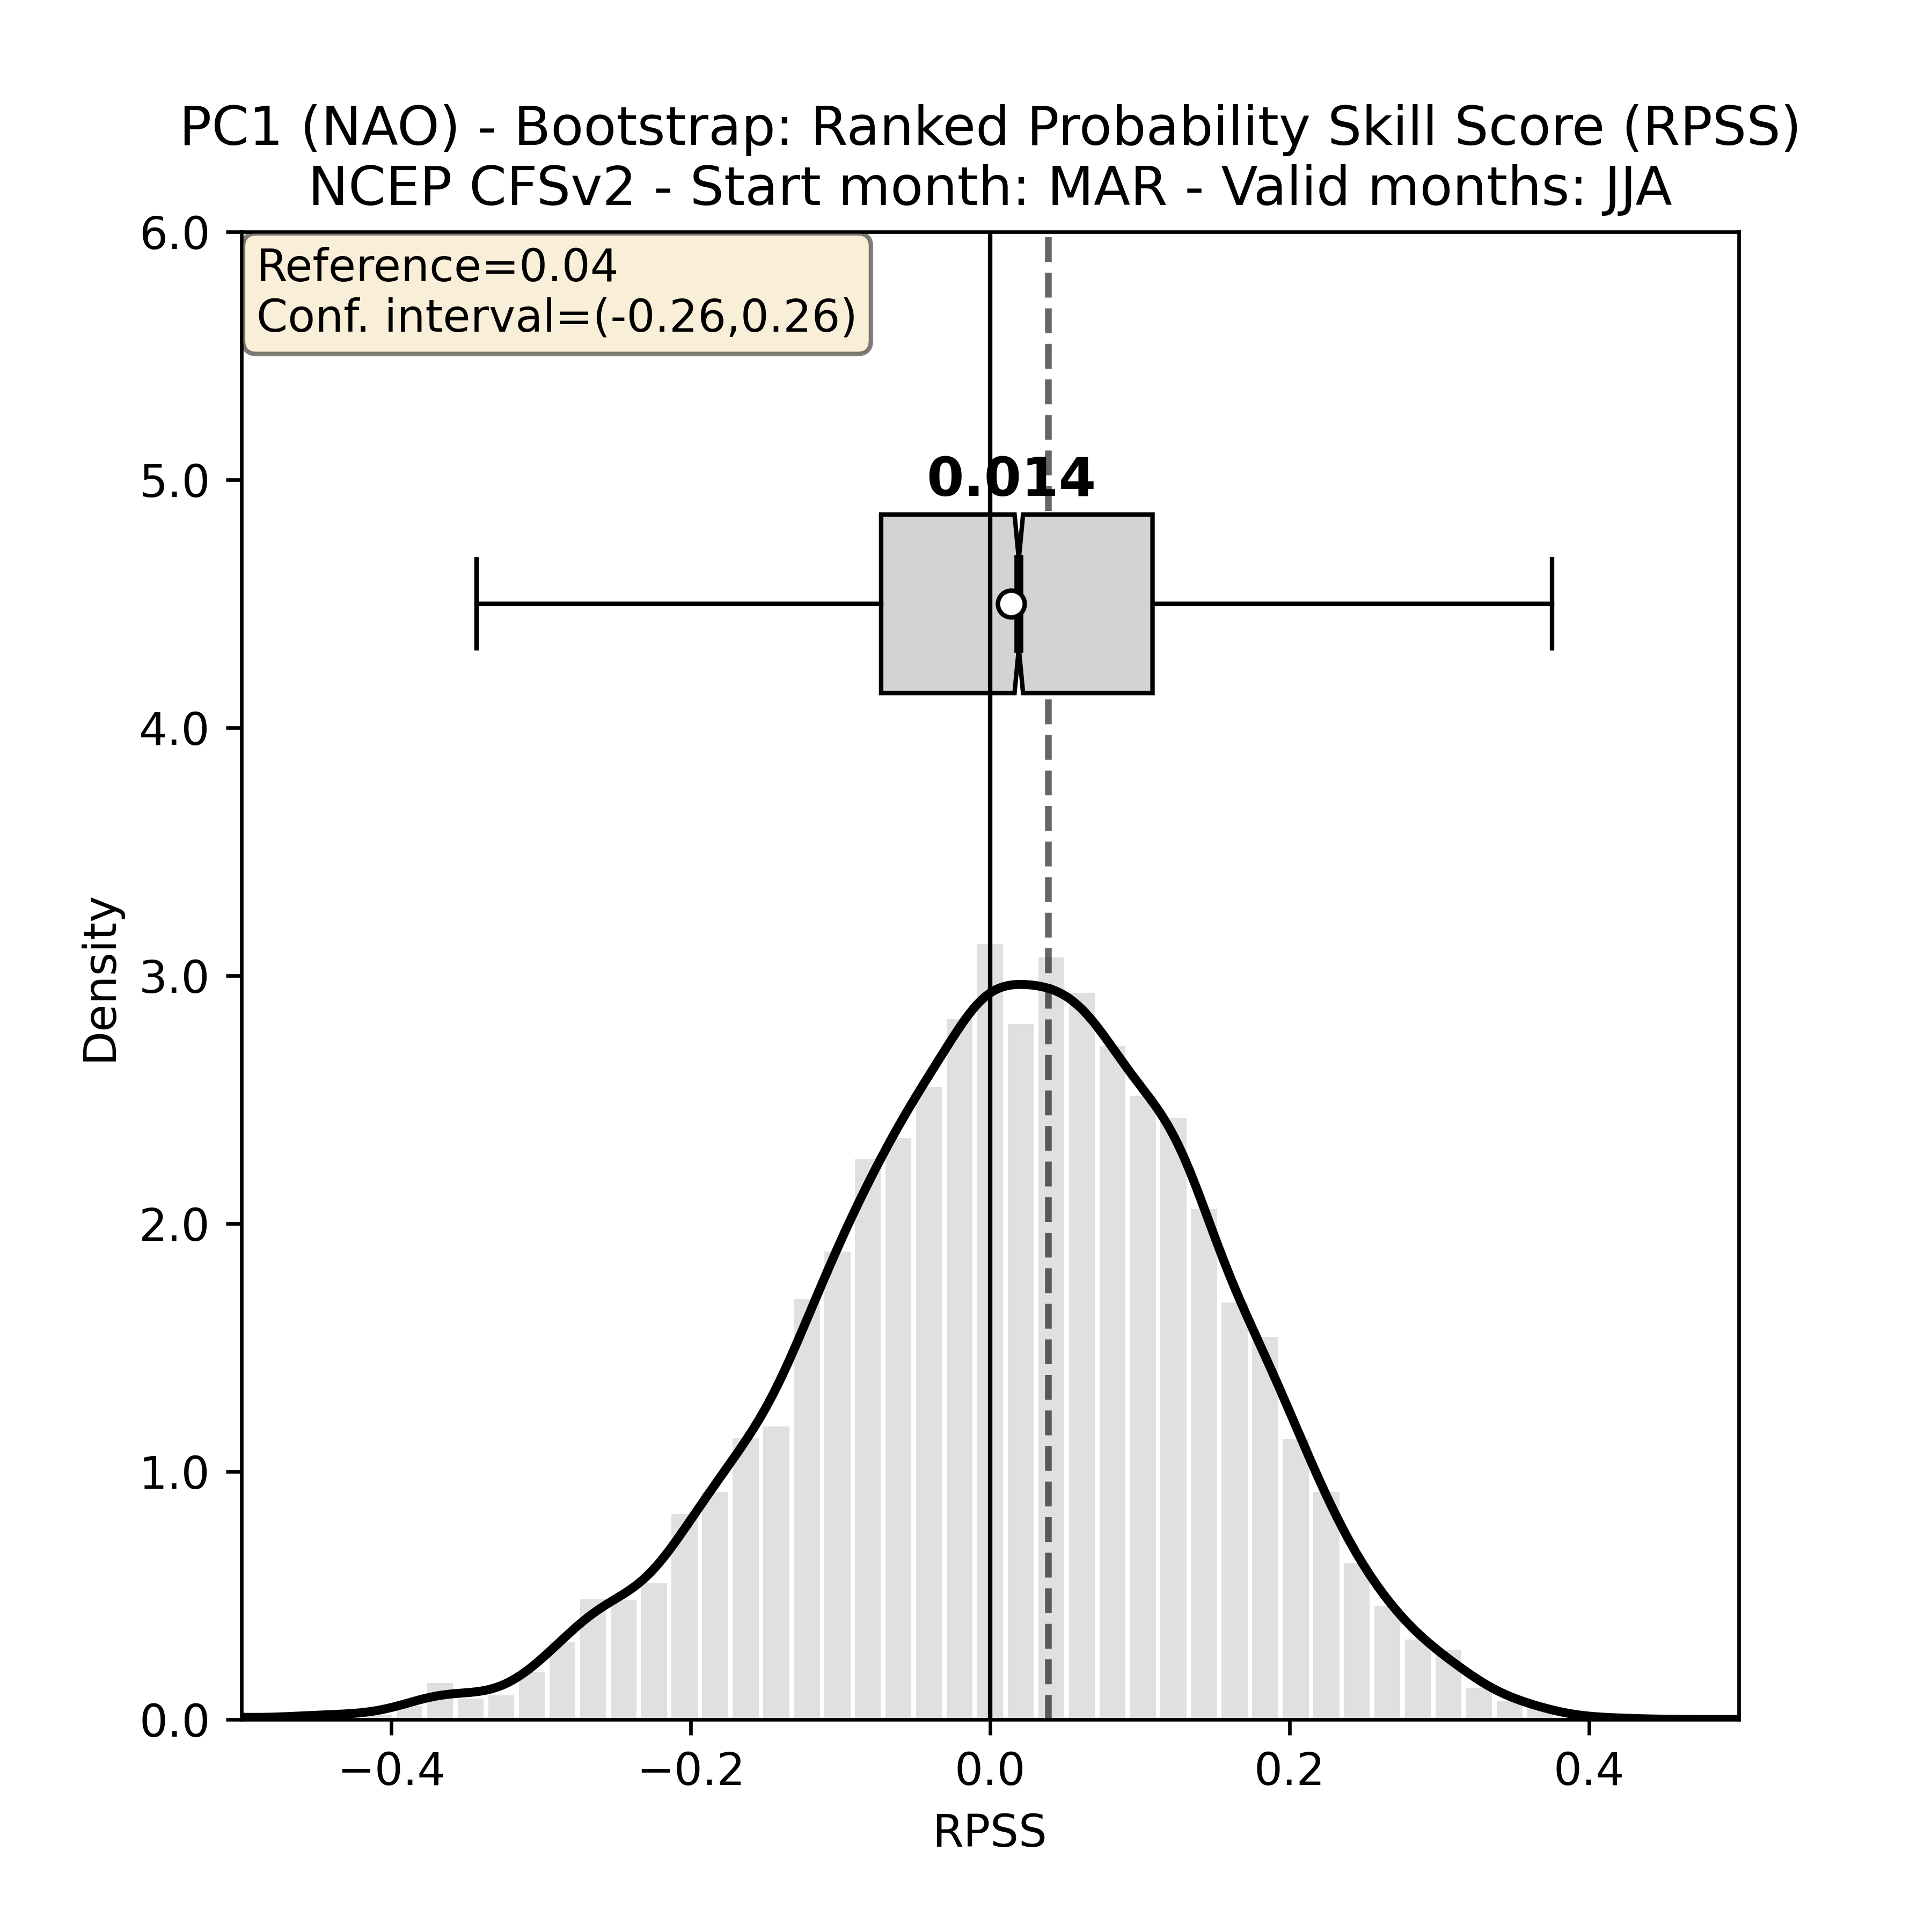 PC1 (NAO) - Bootstrap: Ranked Probability Skill Score (RPSS)
NCEP CFSv2 - Start month: MAR - Valid months: JJA
6.0
Reference=0.04
Conf. interval=(-0.26,0.26)
5.0
0.014
4.0
3.0
Density
2.0
1.0
0.0
−0.4 −0.2 0.0 0.2 0.4
RPSS